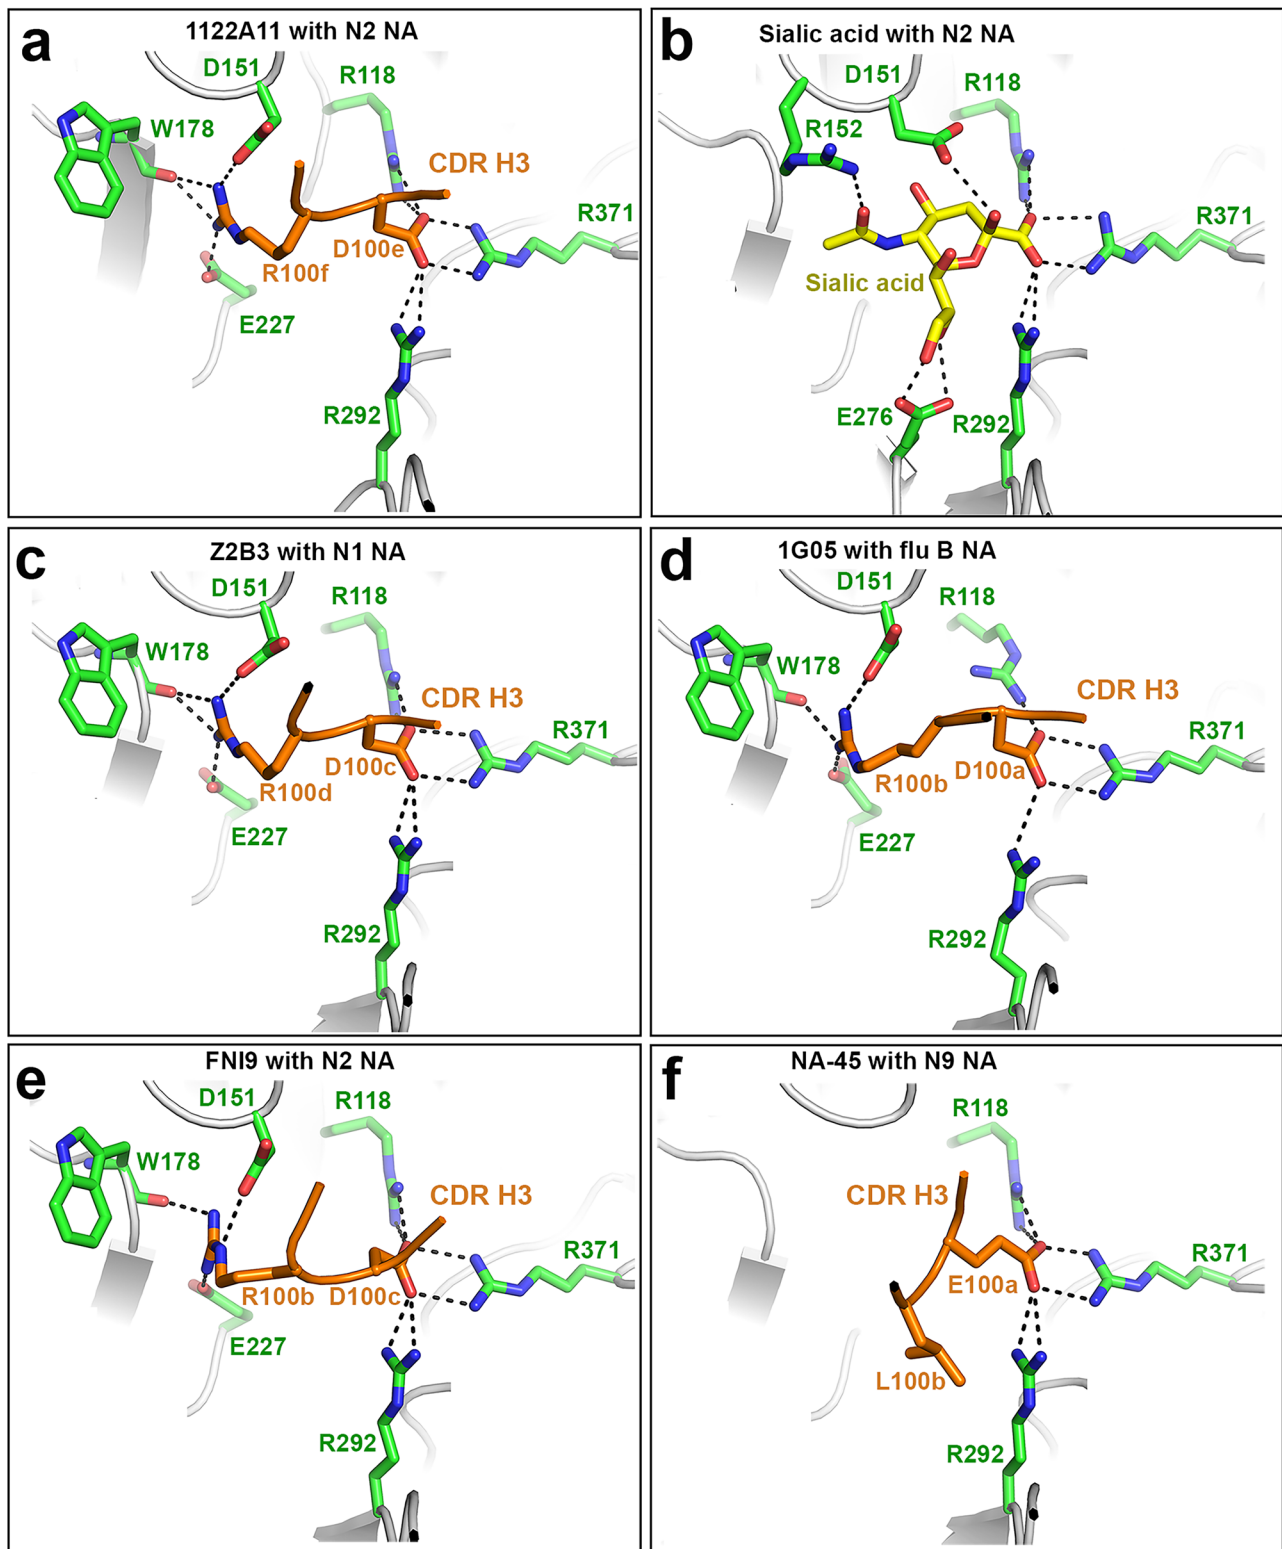 a
1122A11 with N2 NA
D151
R118
W178
CDR H3
R371
D100e
R100f
E227
R292
b
Sialic acid with N2 NA
D151
R118
R152
R371
Sialic acid
E276
R292
c
Z2B3 with N1 NA
D151
R118
W178
CDR H3
R371
D100c
R100d
E227
R292
d
1G05 with flu B NA
D151
R118
W178
CDR H3
R371
D100a
R100b
E227
R292
e
FNI9 with N2 NA
D151
R118
W178
CDR H3
R371
R100b
D100c
E227
R292
f
NA-45 with N9 NA
R118
CDR H3
R371
E100a
L100b
R292